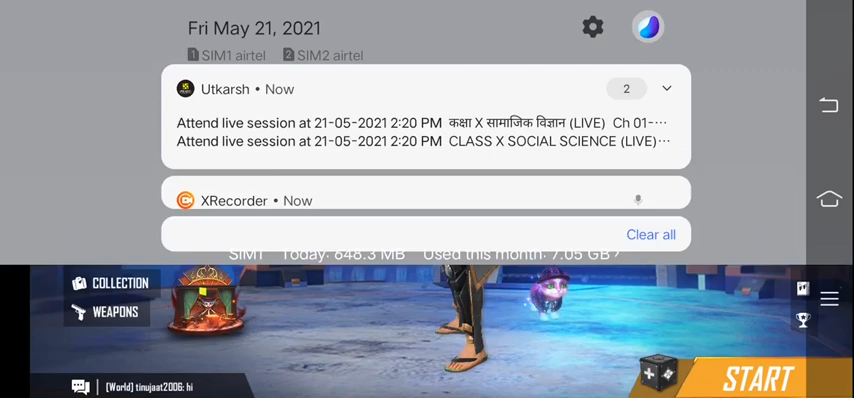 Fri May 21, 2021
1 SIM1 airtel 2 SIM2 airtel
Utkarsh • Now 2
Attend live session at 21-05-2021 2:20 PM कक्षा X सामाजिक विज्ञान (LIVE) Ch 01-···
Attend live session at 21-05-2021 2:20 PM CLASS X SOCIAL SCIENCE (LIVE)···
XRecorder • Now
Clear all
SIM1 Today: 648.3 MB Used this month: 7.05 GB ›
COLLECTION
WEAPONS
[World] tinujaat2006: hi
START